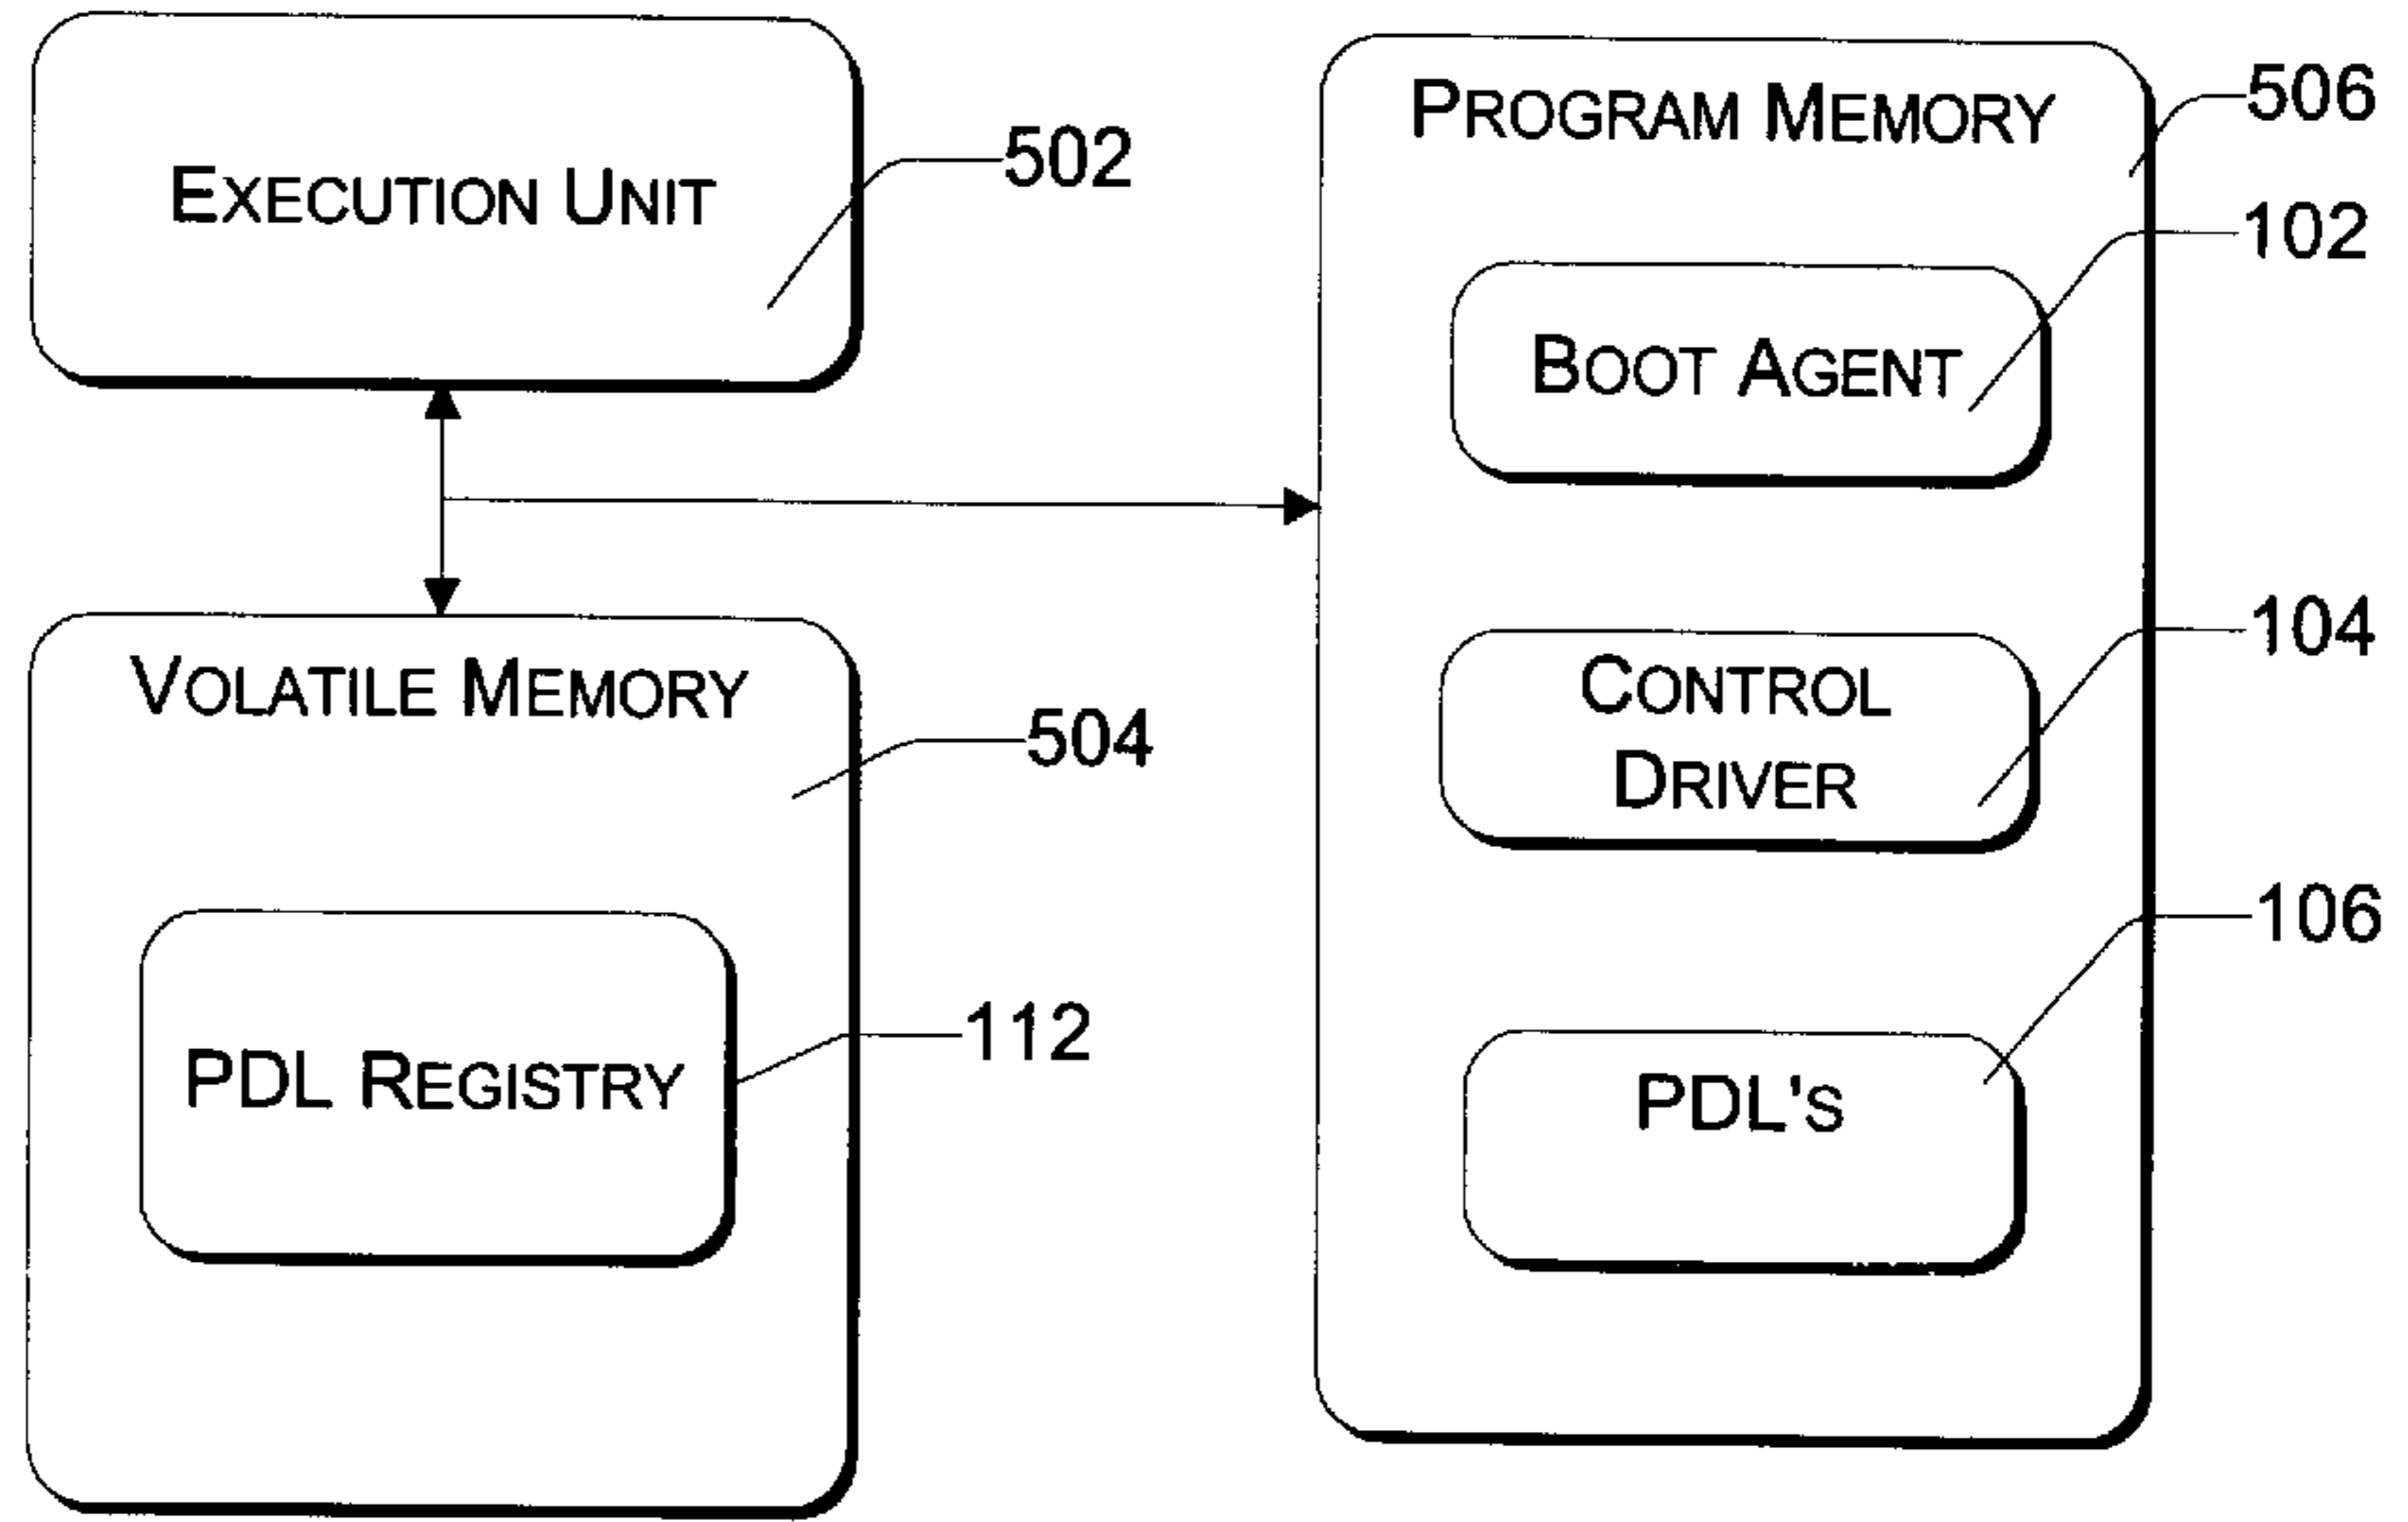 EXECUTION UNIT
502
VOLATILE MEMORY
504
PDL REGISTRY
112
PROGRAM MEMORY
506
BOOT AGENT
102
CONTROL
DRIVER
104
PDL'S
106